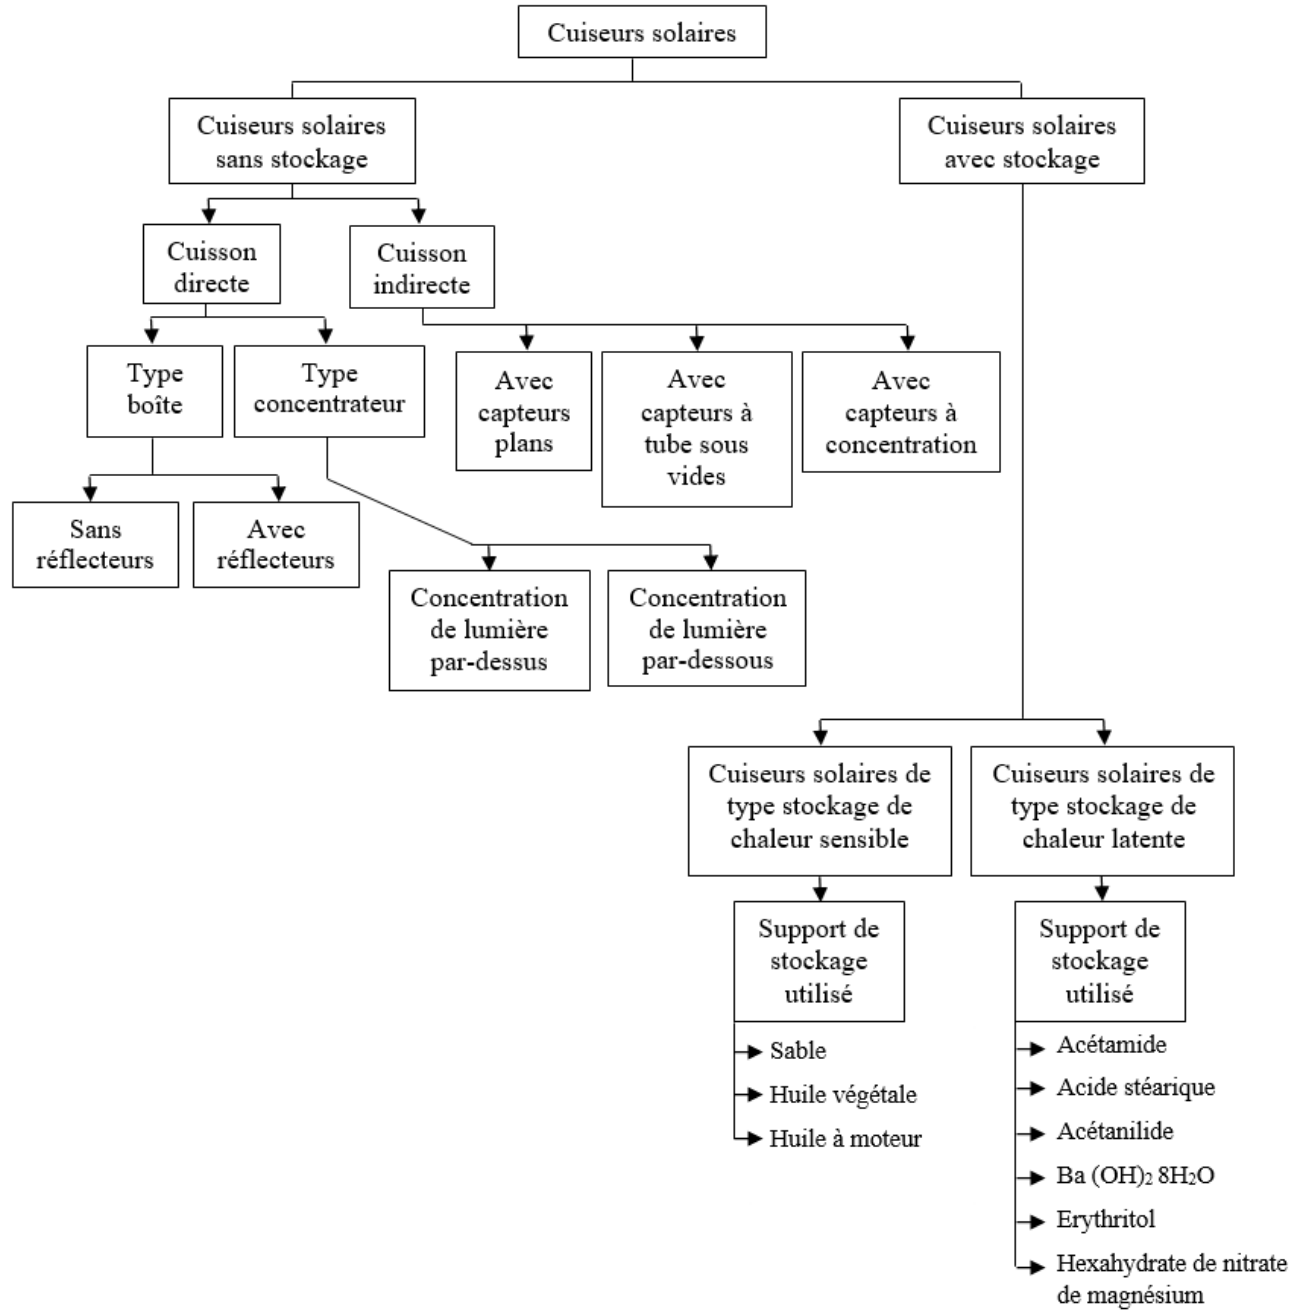 Cuiseurs solaires
Cuiseurs solaires
sans stockage
Cuiseurs solaires
avec stockage
Cuisson
directe
Cuisson
indirecte
Type
boîte
Type
concentrateur
Avec
capteurs
plans
Avec
capteurs à
tube sous
vides
Avec
capteurs à
concentration
Sans
réflecteurs
Avec
réflecteurs
Concentration
de lumière
par-dessus
Concentration
de lumière
par-dessous
Cuiseurs solaires de
type stockage de
chaleur sensible
Cuiseurs solaires de
type stockage de
chaleur latente
Support de
stockage
utilisé
Sable
Huile végétale
Huile à moteur
Support de
stockage
utilisé
Acétamide
Acide stéarique
Acétanilide
Ba (OH)₂ 8H₂O
Erythritol
Hexahydrate de nitrate
de magnésium